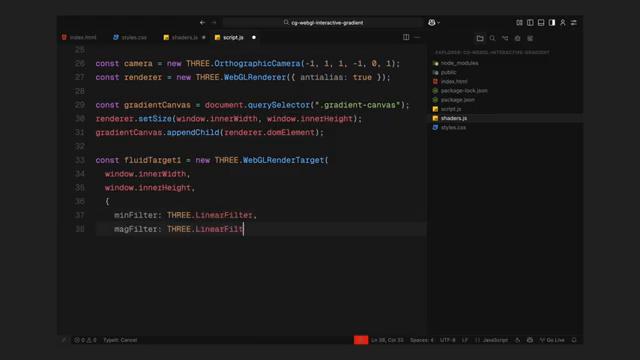 cg-webgl-interactive-gradient
index.html
styles.css
shaders.js
script.js
EXPLORER: CG-WEBGL-INTERACTIVE-GRADIENT
node_modules
public
index.html
package-lock.json
package.json
script.js
shaders.js
styles.css
25
26 const camera = new THREE.OrthographicCamera(-1, 1, 1, -1, 0, 1);
27 const renderer = new THREE.WebGLRenderer({ antialias: true });
28
29 const gradientCanvas = document.querySelector(".gradient-canvas");
30 renderer.setSize(window.innerWidth, window.innerHeight);
31 gradientCanvas.appendChild(renderer.domElement);
32
33 const fluidTarget1 = new THREE.WebGLRenderTarget(
34 window.innerWidth,
35 window.innerHeight,
36 {
37 minFilter: THREE.LinearFilter,
38 magFilter: THREE.LinearFilt
0 0 TypeIt: Cancel
Ln 38, Col 33 Spaces: 4 UTF-8 LF {} JavaScript Go Live